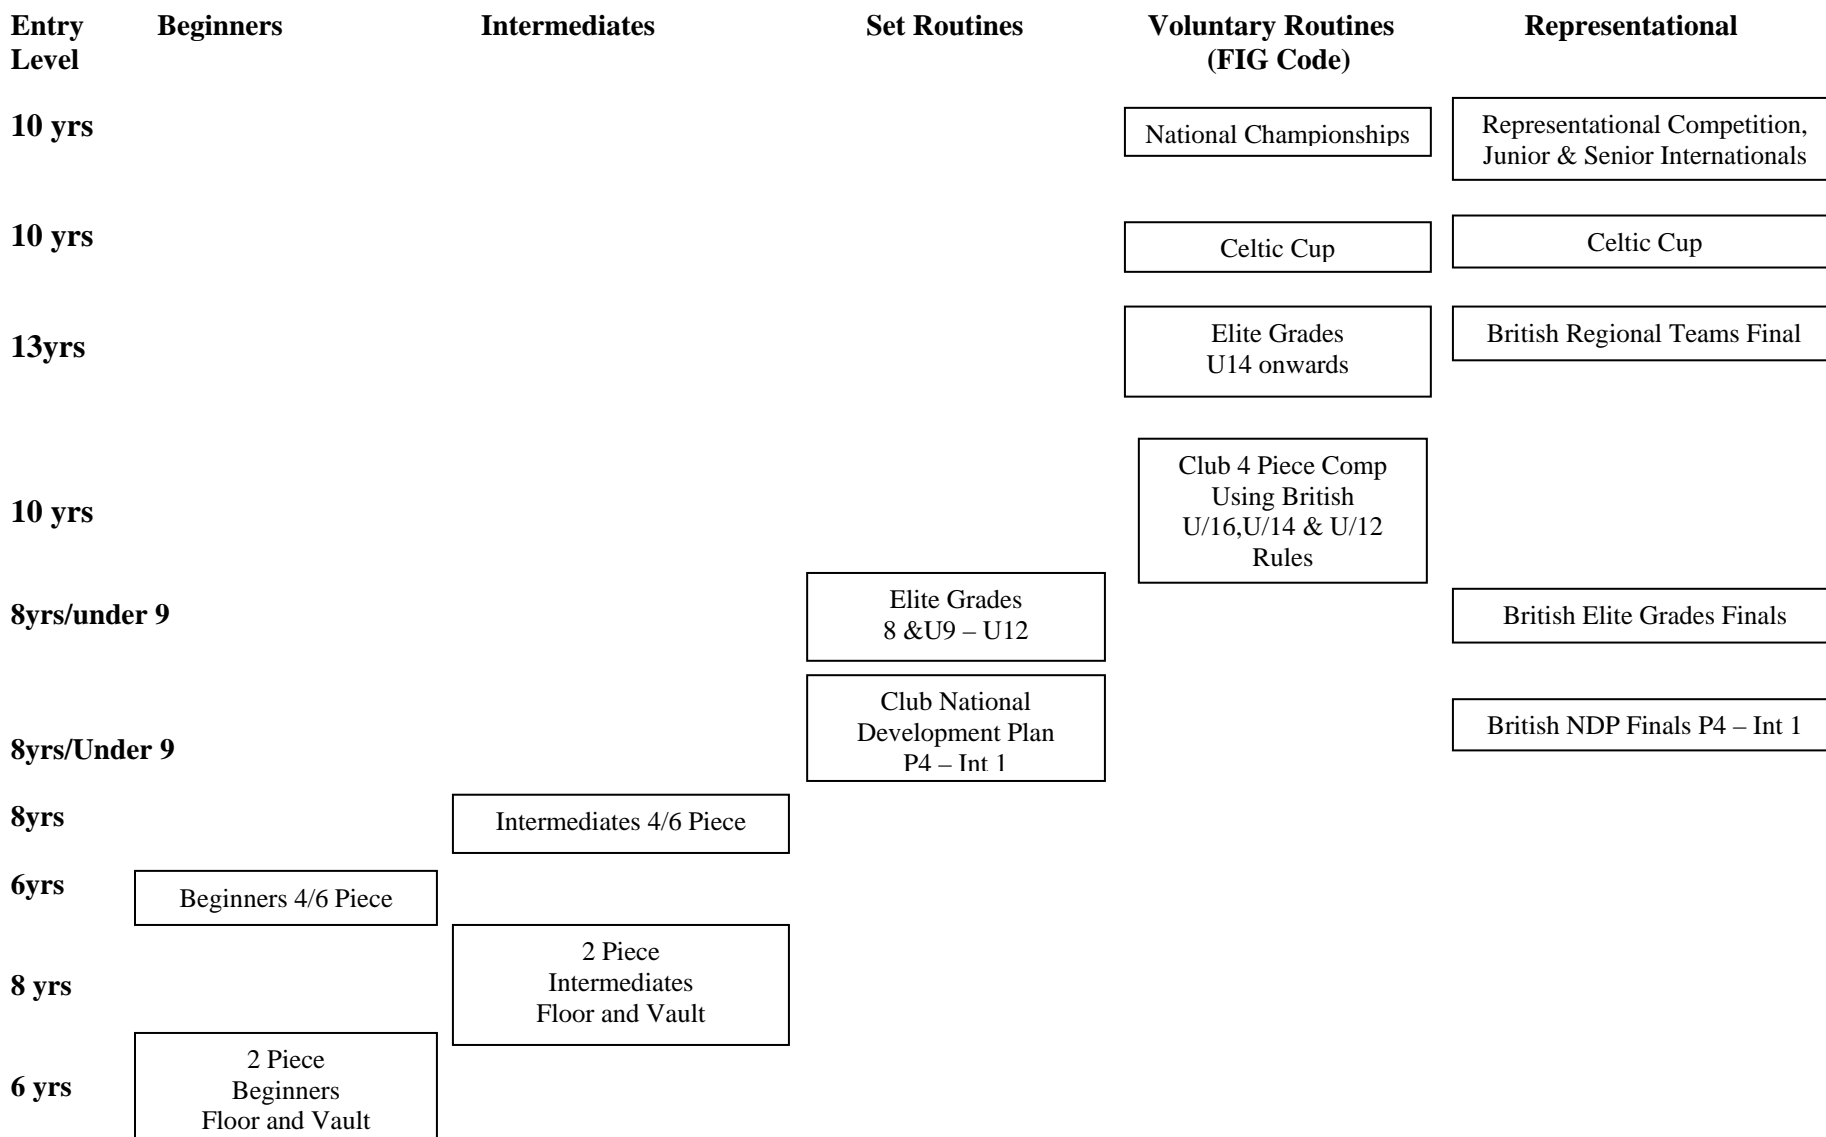 Entry Level Beginners Intermediates Set Routines Voluntary Routines (FIG Code) Representational
10 yrs
National Championships
Representational Competition,
Junior & Senior Internationals
10 yrs
Celtic Cup
Celtic Cup
13yrs
Elite Grades
U14 onwards
British Regional Teams Final
10 yrs
Club 4 Piece Comp
Using British
U/16,U/14 & U/12
Rules
8yrs/under 9
Elite Grades
8 &U9 – U12
British Elite Grades Finals
8yrs/Under 9
Club National
Development Plan
P4 – Int 1
British NDP Finals P4 – Int 1
8yrs
Intermediates 4/6 Piece
6yrs
Beginners 4/6 Piece
8 yrs
2 Piece
Intermediates
Floor and Vault
6 yrs
2 Piece
Beginners
Floor and Vault